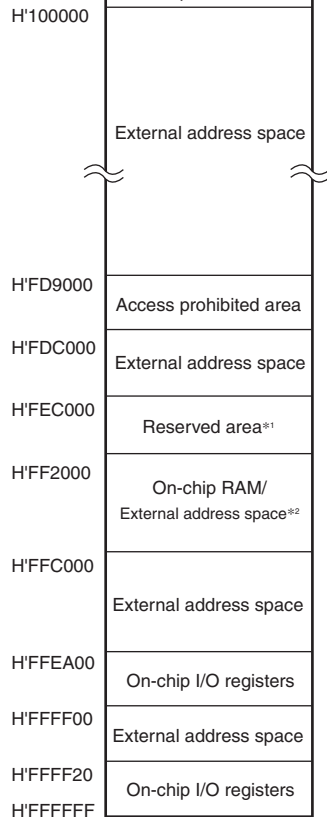 H'100000
External address space
H'FD9000
Access prohibited area
H'FDC000
External address space
H'FEC000
Reserved area*1
H'FF2000
On-chip RAM/
External address space*2
H'FFC000
External address space
H'FFEA00
On-chip I/O registers
H'FFFF00
External address space
H'FFFF20
On-chip I/O registers
H'FFFFFF